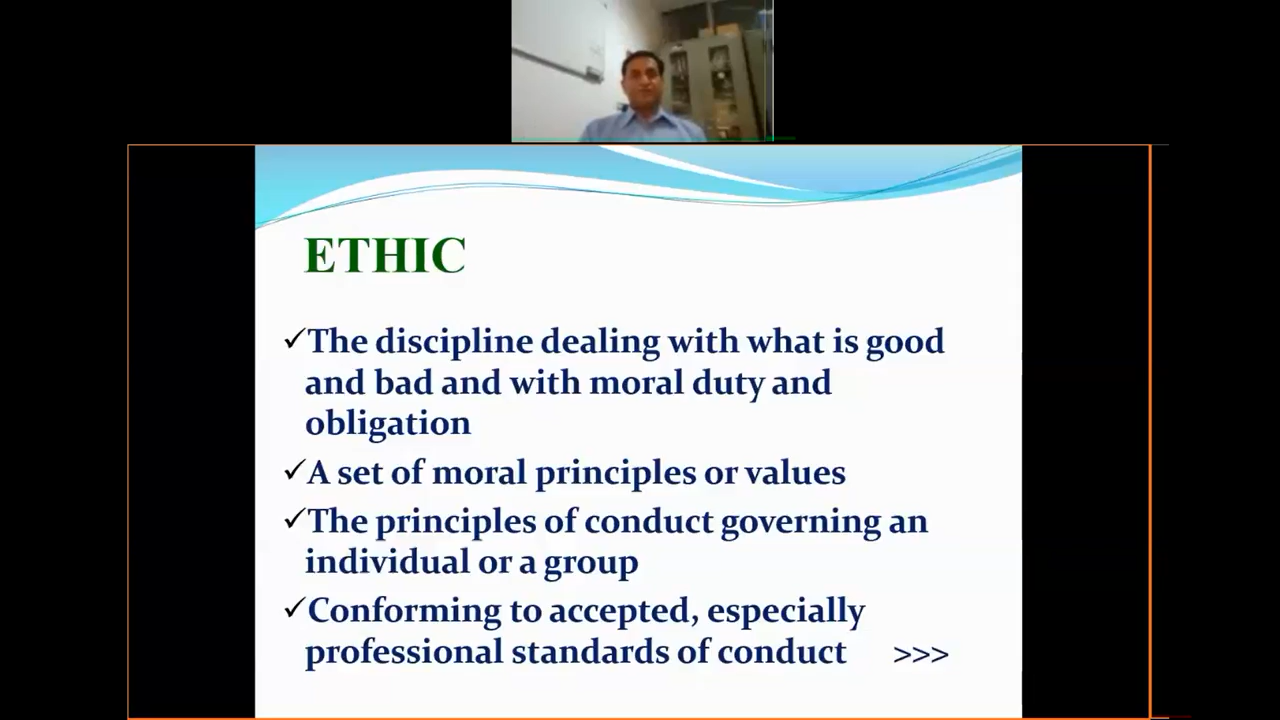 ETHIC
✓The discipline dealing with what is good
and bad and with moral duty and
obligation
✓A set of moral principles or values
✓The principles of conduct governing an
individual or a group
✓Conforming to accepted, especially
professional standards of conduct >>>